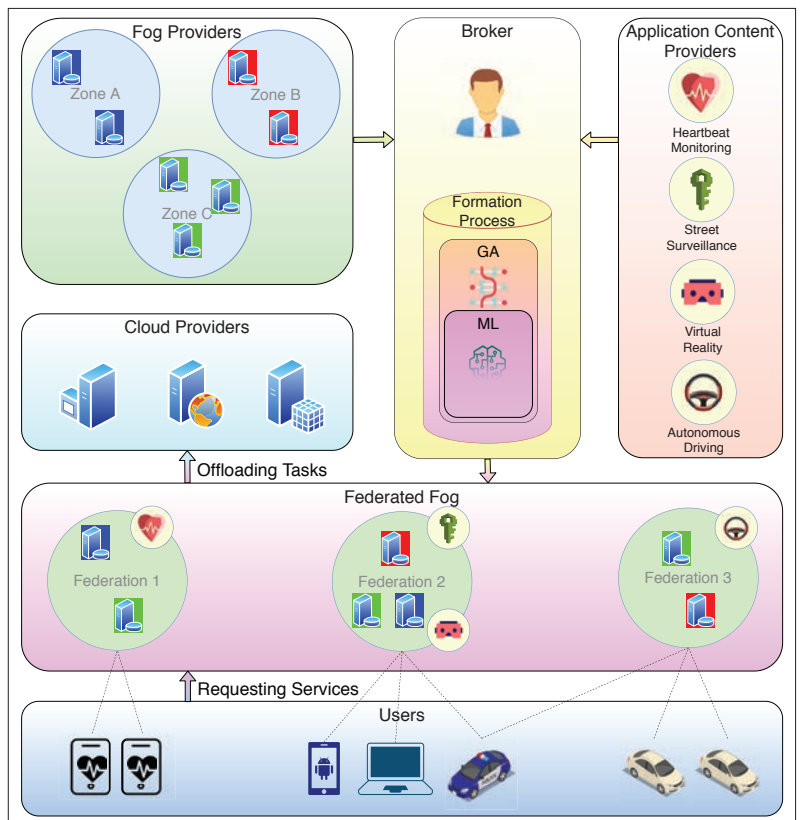 Fog Providers
Zone A
Zone B
Zone C
Broker
Formation
Process
GA
ML
Application Content
Providers
Heartbeat
Monitoring
Street
Surveillance
Virtual
Reality
Autonomous
Driving
Cloud Providers
Offloading Tasks
Federated Fog
Federation 1
Federation 2
Federation 3
Requesting Services
Users
POLICE